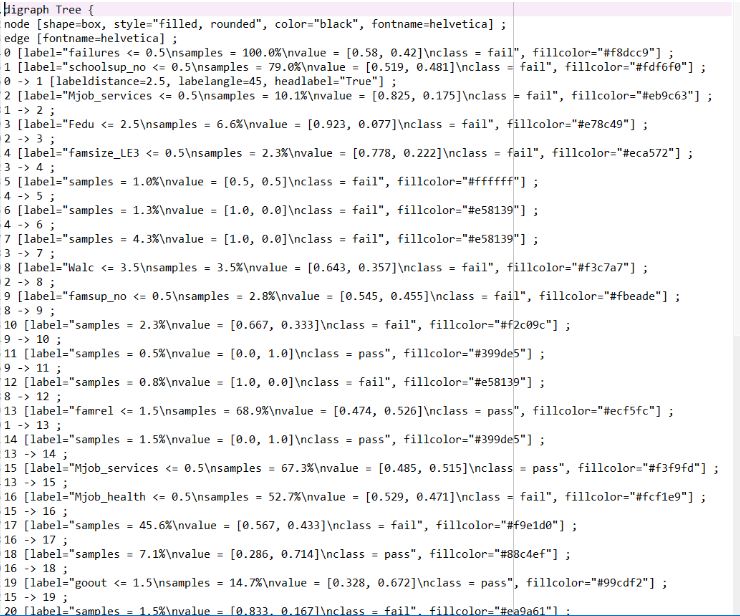 digraph Tree {
node [shape=box, style="filled, rounded", color="black", fontname=helvetica] ;
edge [fontname=helvetica] ;
0 [label="failures <= 0.5\nsamples = 100.0%\nvalue = [0.58, 0.42]\nclass = fail", fillcolor="#f8dcc9"] ;
1 [label="schoolsup_no <= 0.5\nsamples = 79.0%\nvalue = [0.519, 0.481]\nclass = fail", fillcolor="#fdf6f0"] ;
0 -> 1 [labeldistance=2.5, labelangle=45, headlabel="True"] ;
2 [label="Mjob_services <= 0.5\nsamples = 10.1%\nvalue = [0.825, 0.175]\nclass = fail", fillcolor="#eb9c63"] ;
1 -> 2 ;
3 [label="Fedu <= 2.5\nsamples = 6.6%\nvalue = [0.923, 0.077]\nclass = fail", fillcolor="#e78c49"] ;
2 -> 3 ;
4 [label="famsize_LE3 <= 0.5\nsamples = 2.3%\nvalue = [0.778, 0.222]\nclass = fail", fillcolor="#eca572"] ;
3 -> 4 ;
5 [label="samples = 1.0%\nvalue = [0.5, 0.5]\nclass = fail", fillcolor="#ffffff"] ;
4 -> 5 ;
6 [label="samples = 1.3%\nvalue = [1.0, 0.0]\nclass = fail", fillcolor="#e58139"] ;
4 -> 6 ;
7 [label="samples = 4.3%\nvalue = [1.0, 0.0]\nclass = fail", fillcolor="#e58139"] ;
3 -> 7 ;
8 [label="Walc <= 3.5\nsamples = 3.5%\nvalue = [0.643, 0.357]\nclass = fail", fillcolor="#f3c7a7"] ;
2 -> 8 ;
9 [label="famsup_no <= 0.5\nsamples = 2.8%\nvalue = [0.545, 0.455]\nclass = fail", fillcolor="#fbeade"] ;
8 -> 9 ;
10 [label="samples = 2.3%\nvalue = [0.667, 0.333]\nclass = fail", fillcolor="#f2c09c"] ;
9 -> 10 ;
11 [label="samples = 0.5%\nvalue = [0.0, 1.0]\nclass = pass", fillcolor="#399de5"] ;
9 -> 11 ;
12 [label="samples = 0.8%\nvalue = [1.0, 0.0]\nclass = fail", fillcolor="#e58139"] ;
8 -> 12 ;
13 [label="famrel <= 1.5\nsamples = 68.9%\nvalue = [0.474, 0.526]\nclass = pass", fillcolor="#ecf5fc"] ;
1 -> 13 ;
14 [label="samples = 1.5%\nvalue = [0.0, 1.0]\nclass = pass", fillcolor="#399de5"] ;
13 -> 14 ;
15 [label="Mjob_services <= 0.5\nsamples = 67.3%\nvalue = [0.485, 0.515]\nclass = pass", fillcolor="#f3f9fd"] ;
13 -> 15 ;
16 [label="Mjob_health <= 0.5\nsamples = 52.7%\nvalue = [0.529, 0.471]\nclass = fail", fillcolor="#fcf1e9"] ;
15 -> 16 ;
17 [label="samples = 45.6%\nvalue = [0.567, 0.433]\nclass = fail", fillcolor="#f9e1d0"] ;
16 -> 17 ;
18 [label="samples = 7.1%\nvalue = [0.286, 0.714]\nclass = pass", fillcolor="#88c4ef"] ;
16 -> 18 ;
19 [label="goout <= 1.5\nsamples = 14.7%\nvalue = [0.328, 0.672]\nclass = pass", fillcolor="#99cdf2"] ;
15 -> 19 ;
20 [label="samples = 1.5%\nvalue = [0.833, 0.167]\nclass = fail", fillcolor="#ea9a61"] ;